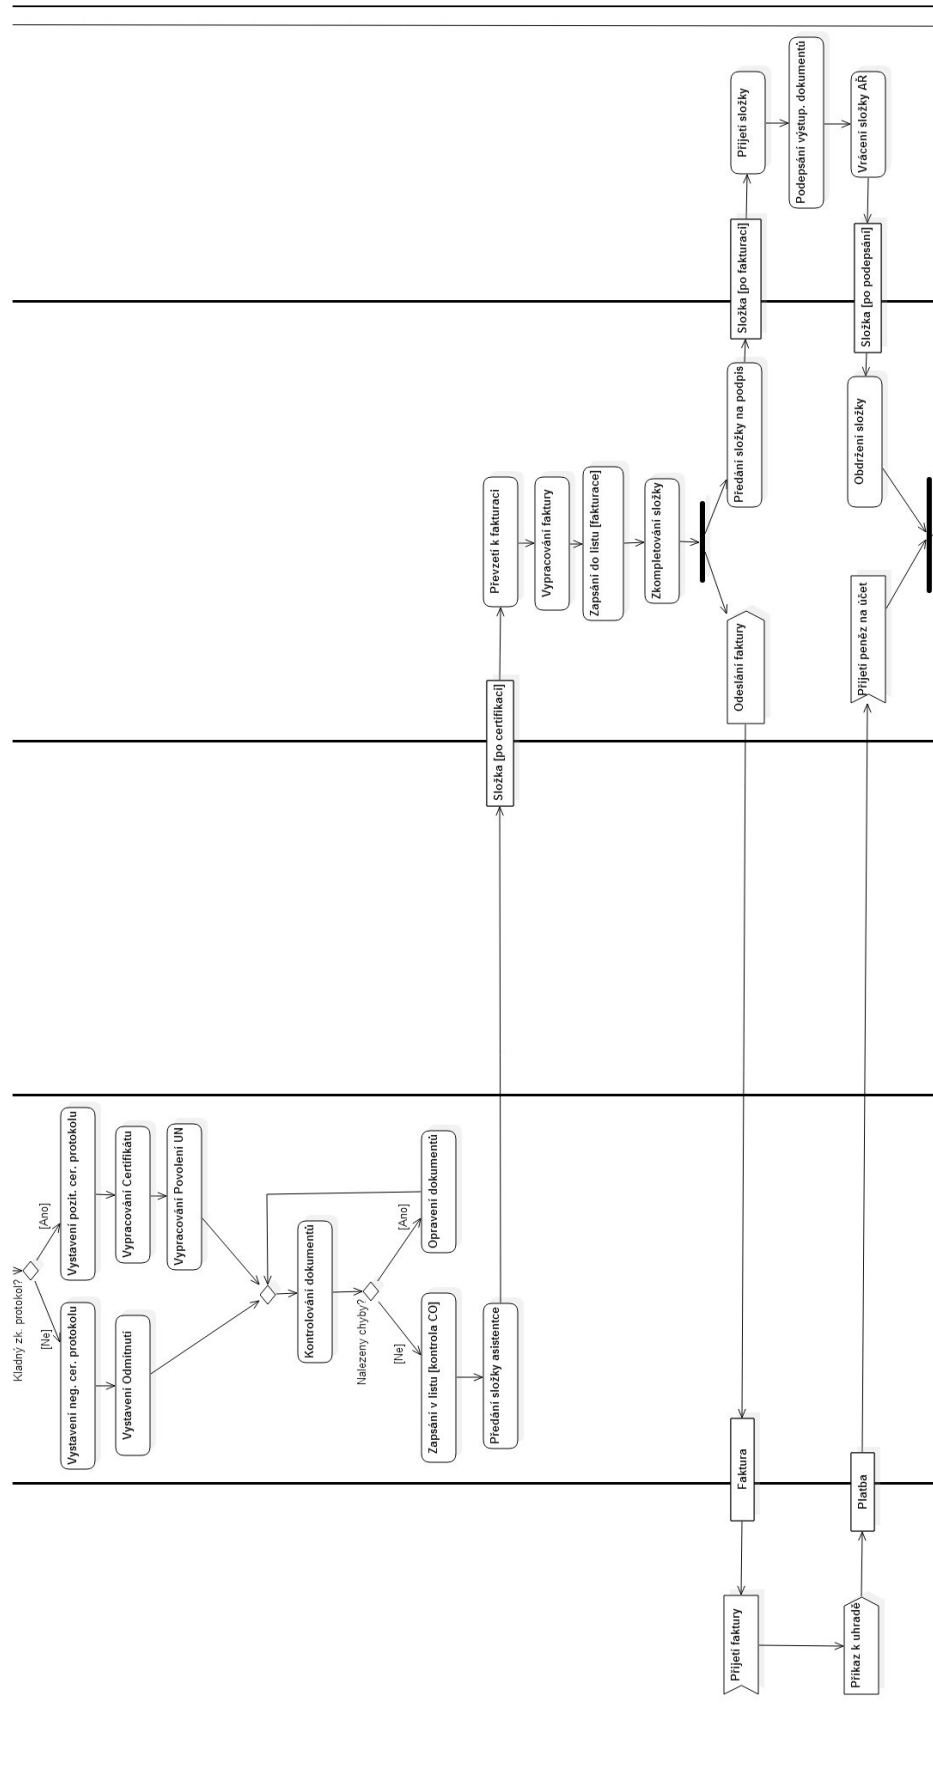 Kladný zk. protokol?
[Ne]
[Ano]
Vystavení neg. cer. protokolu
Vystavení pozit. cer. protokolu
Vystavení Odmítnutí
Vypracování Certifikátu
Vypracování Povolení UN
Kontrolování dokumentů
Nalezeny chyby?
[Ne]
[Ano]
Zapsání v listu [kontrola CO]
Opravení dokumentů
Předání složky asistentce
Složka [po certifikaci]
Převzetí k fakturaci
Vypracování faktury
Zapsání do listu [fakturace]
Zkompletování složky
Odeslání faktury
Předání složky na podpis
Složka [po fakturaci]
Přijetí složky
Podepsání výstup. dokumentů
Vrácení složky AŘ
Složka [po podepsání]
Obdržení složky
Faktura
Přijetí faktury
Příkaz k uhradě
Platba
Přijetí peněz na účet